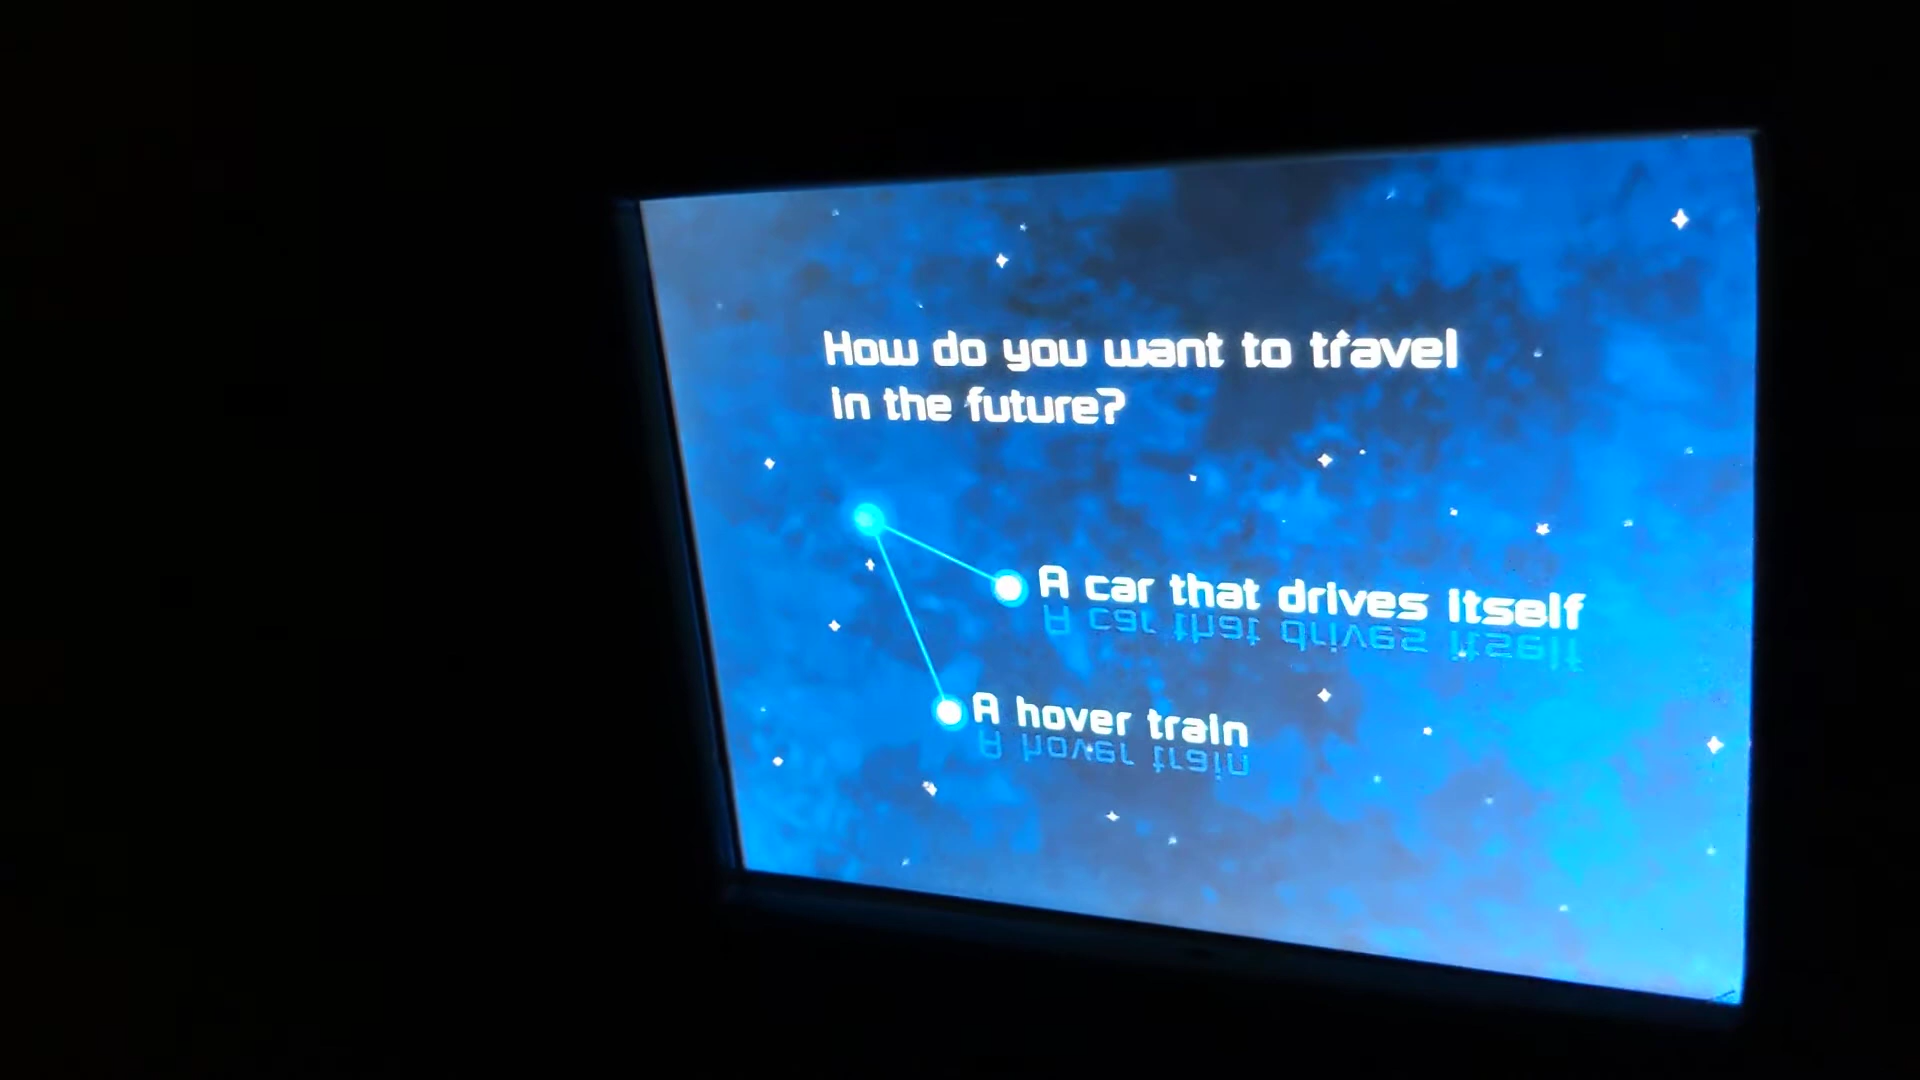 How do you want to travel
in the future?
A car that drives itself
A hover train